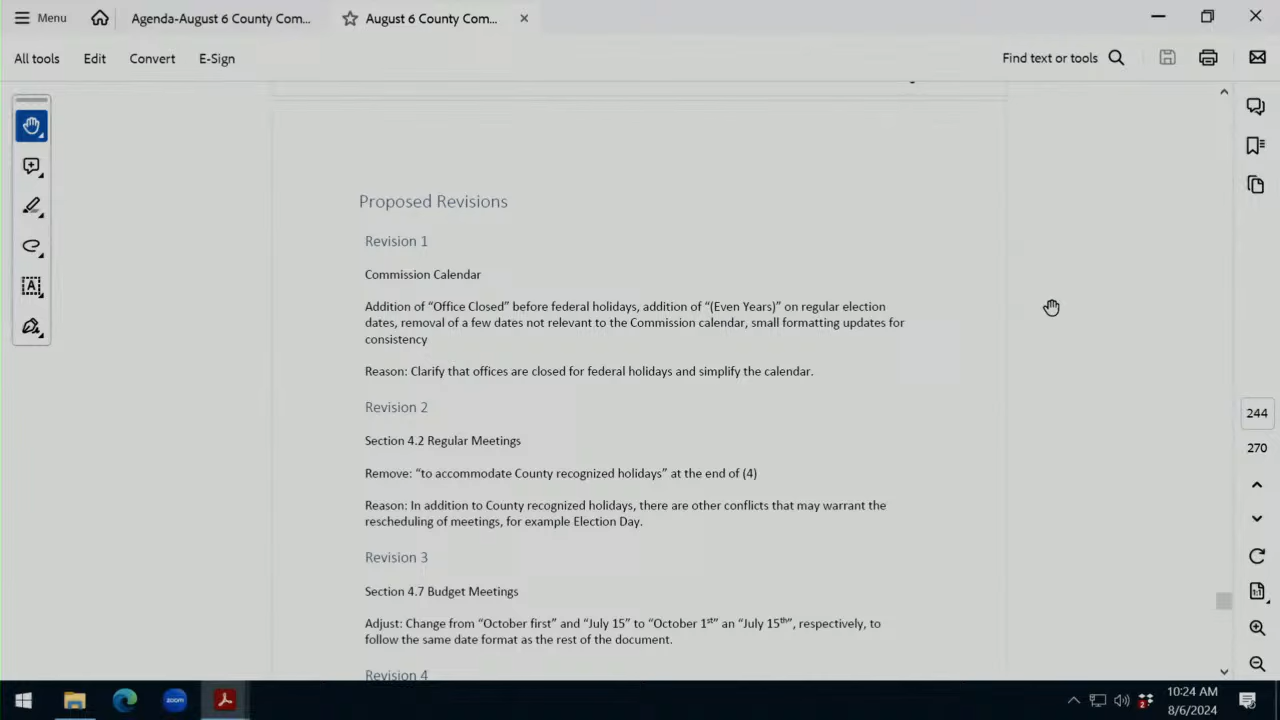 Menu
Agenda-August 6 County Com...
August 6 County Com...
All tools
Edit
Convert
E-Sign
Find text or tools
Proposed Revisions
Revision 1
Commission Calendar
Addition of “Office Closed” before federal holidays, addition of “(Even Years)” on regular election
dates, removal of a few dates not relevant to the Commission calendar, small formatting updates for
consistency
Reason: Clarify that offices are closed for federal holidays and simplify the calendar.
Revision 2
Section 4.2 Regular Meetings
Remove: “to accommodate County recognized holidays” at the end of (4)
Reason: In addition to County recognized holidays, there are other conflicts that may warrant the
rescheduling of meetings, for example Election Day.
Revision 3
Section 4.7 Budget Meetings
Adjust: Change from “October first” and “July 15” to “October 1st” an “July 15th”, respectively, to
follow the same date format as the rest of the document.
Revision 4
244
270
zoom
2
10:24 AM
8/6/2024